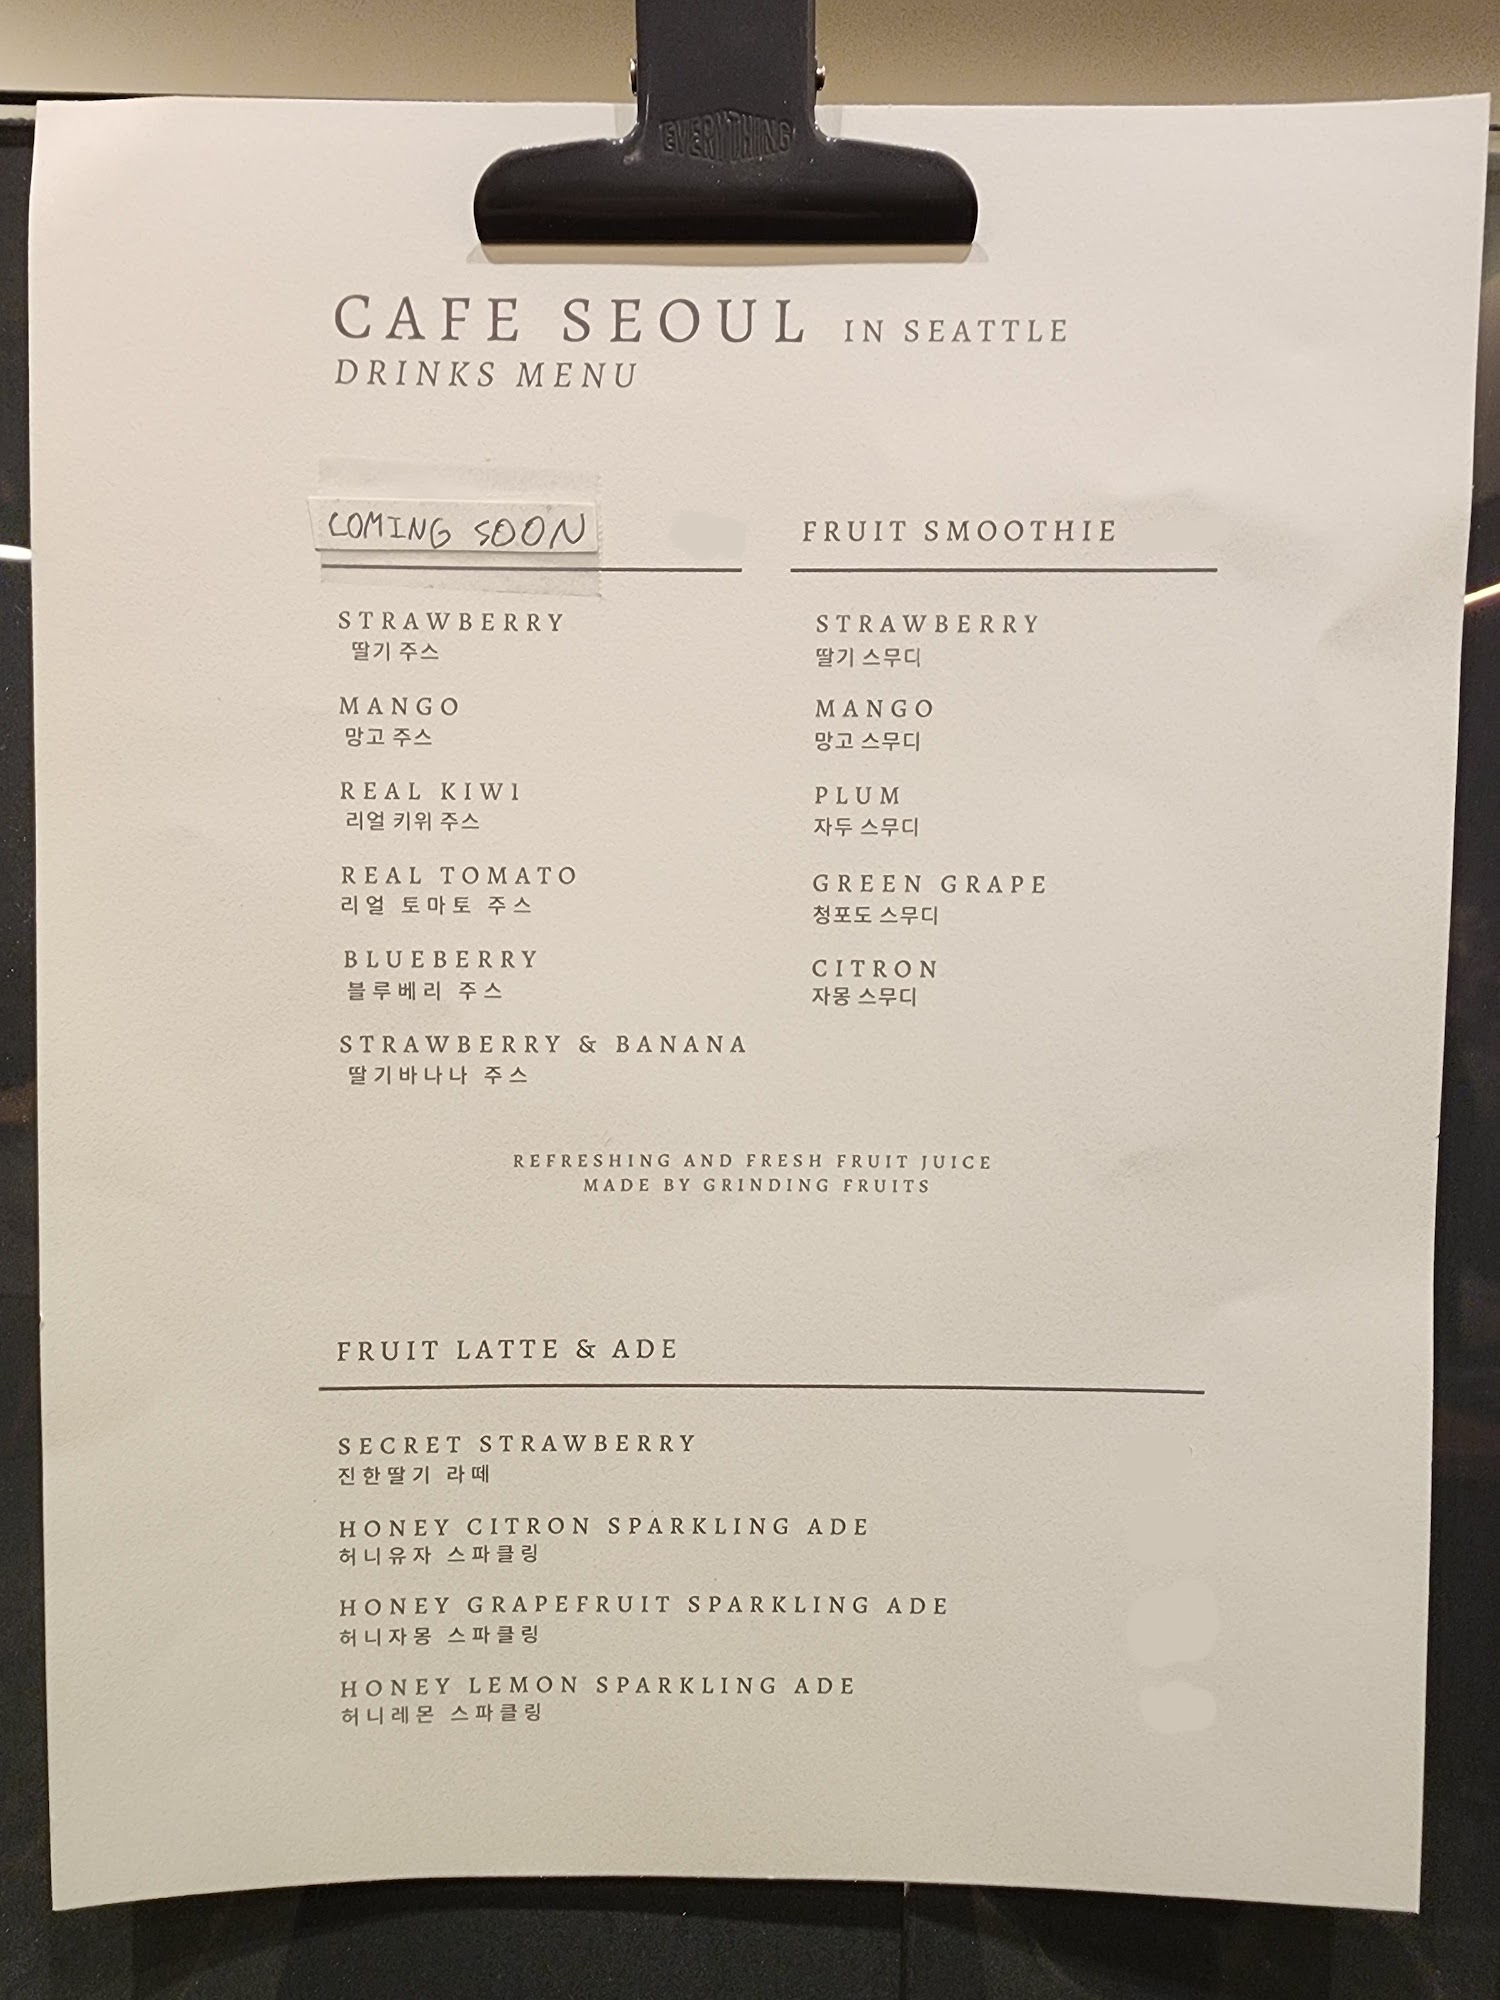 EVERYTHING
CAFE SEOUL IN SEATTLE
DRINKS MENU
COMING SOON
STRAWBERRY
딸기 주스
MANGO
망고 주스
REAL KIWI
리얼 키위 주스
REAL TOMATO
리얼 토마토 주스
BLUEBERRY
블루베리 주스
STRAWBERRY & BANANA
딸기바나나 주스
FRUIT SMOOTHIE
STRAWBERRY
딸기 스무디
MANGO
망고 스무디
PLUM
자두 스무디
GREEN GRAPE
청포도 스무디
CITRON
자몽 스무디
REFRESHING AND FRESH FRUIT JUICE
MADE BY GRINDING FRUITS
FRUIT LATTE & ADE
SECRET STRAWBERRY
진한딸기 라떼
HONEY CITRON SPARKLING ADE
허니유자 스파클링
HONEY GRAPEFRUIT SPARKLING ADE
허니자몽 스파클링
HONEY LEMON SPARKLING ADE
허니레몬 스파클링